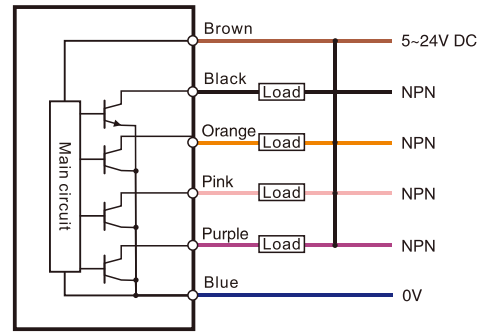 Brown
5~24V DC
Black
Load
NPN
Orange
Load
NPN
Pink
Load
NPN
Purple
Load
NPN
Blue
0V
Main circuit